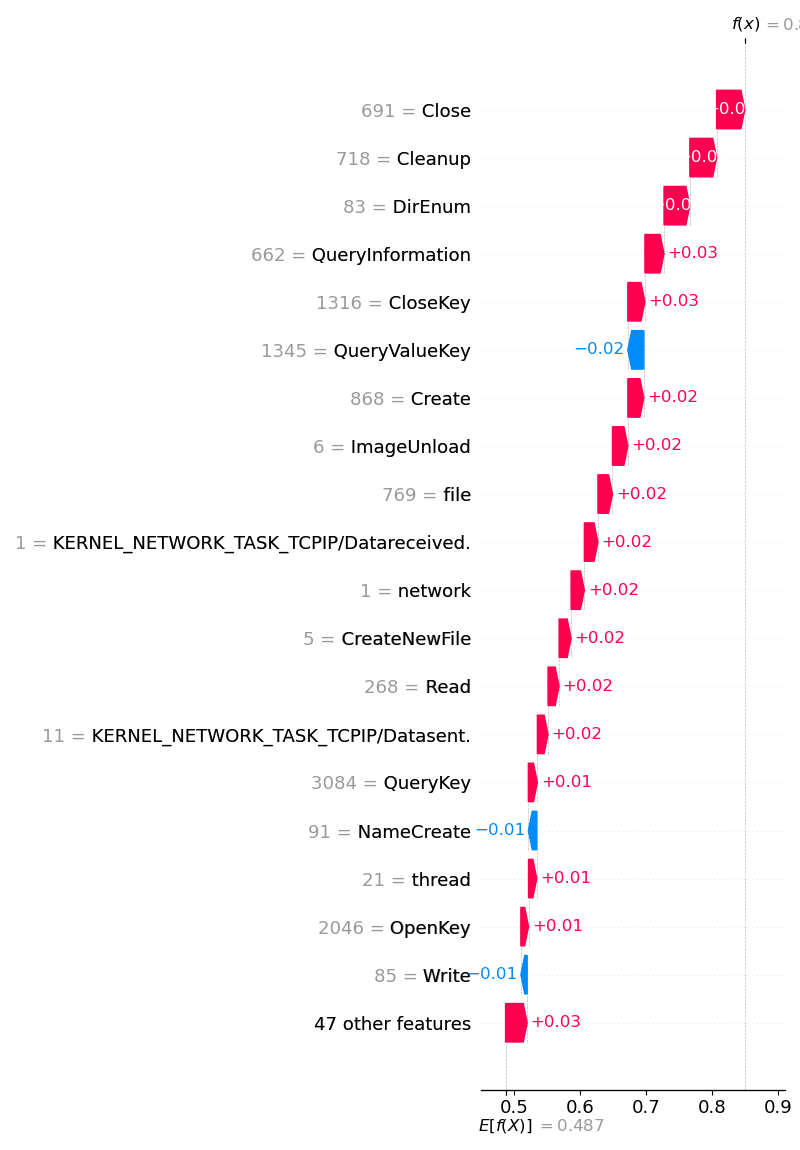 f(x) = 0.8
691 = Close
718 = Cleanup
83 = DirEnum
662 = QueryInformation +0.03
1316 = CloseKey +0.03
1345 = QueryValueKey −0.02
868 = Create +0.02
6 = ImageUnload +0.02
769 = file +0.02
1 = KERNEL_NETWORK_TASK_TCPIP/Datareceived. +0.02
1 = network +0.02
5 = CreateNewFile +0.02
268 = Read +0.02
11 = KERNEL_NETWORK_TASK_TCPIP/Datasent. +0.02
3084 = QueryKey +0.01
91 = NameCreate −0.01
21 = thread +0.01
2046 = OpenKey +0.01
85 = Write −0.01
47 other features +0.03
0.5 0.6 0.7 0.8 0.9
E[f(X)] = 0.487